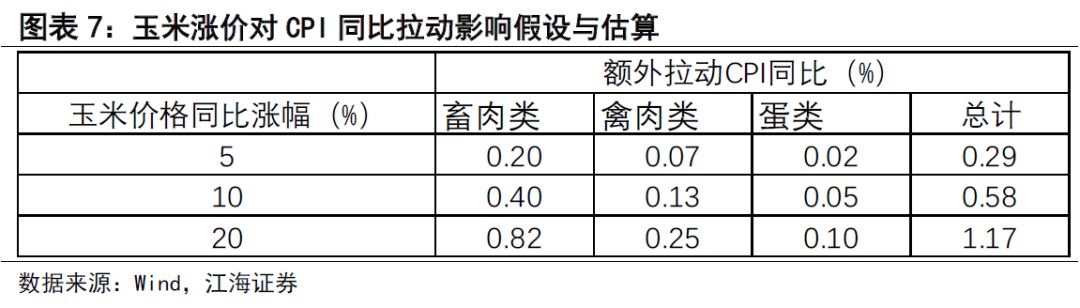 图表 7：玉米涨价对 CPI 同比拉动影响假设与估算
额外拉动CPI同比（%）
玉米价格同比涨幅（%） 畜肉类 禽肉类 蛋类 总计
5 0.20 0.07 0.02 0.29
10 0.40 0.13 0.05 0.58
20 0.82 0.25 0.10 1.17
数据来源：Wind，江海证券